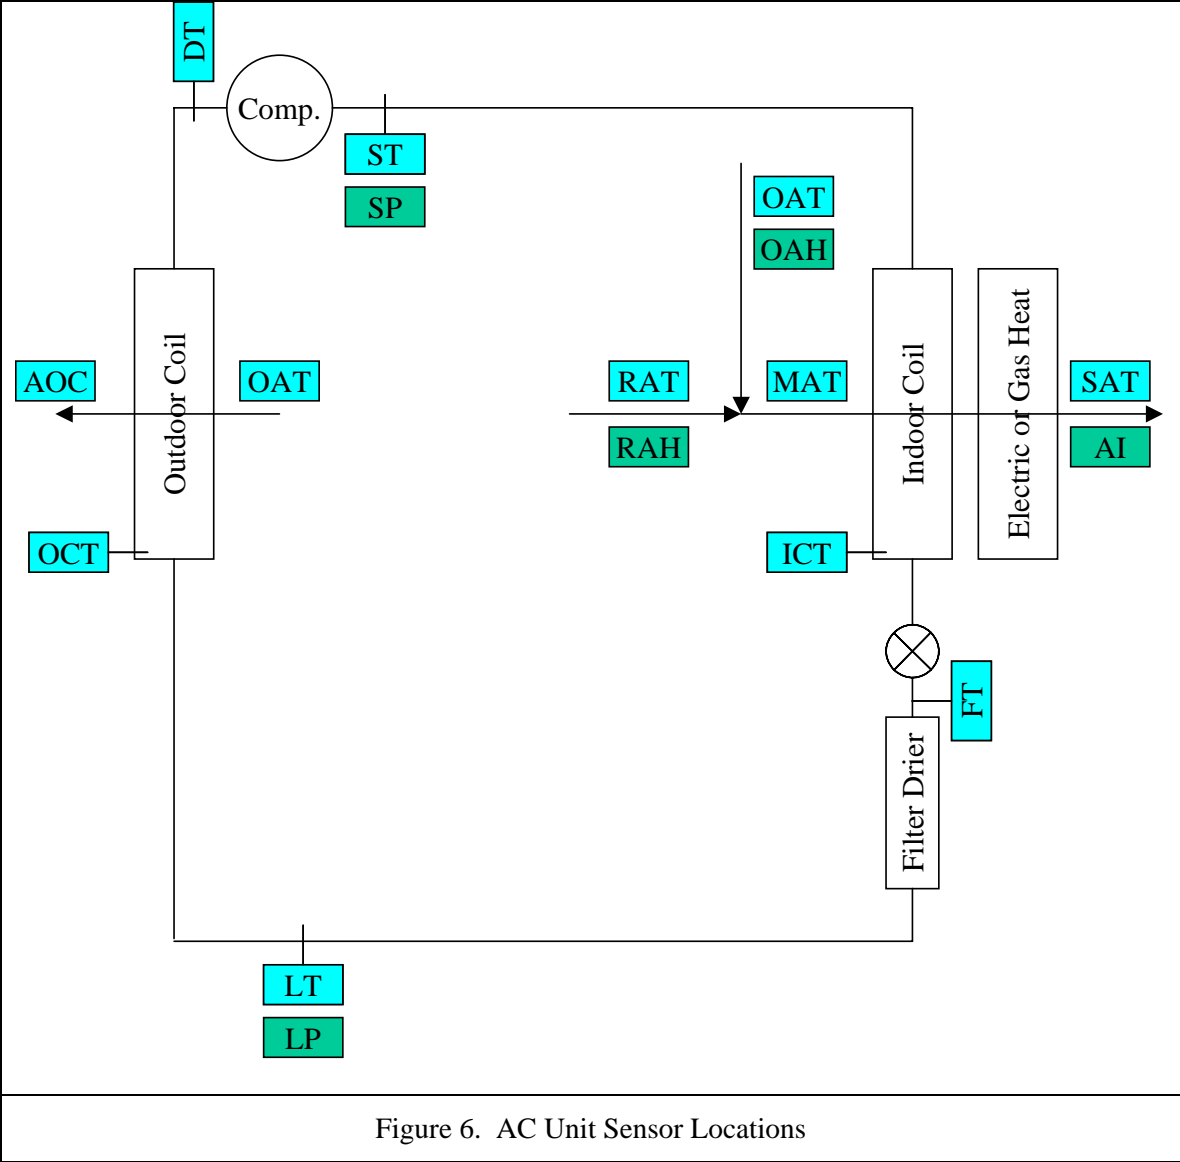 DT
Comp.
ST
SP
OAT
OAH
Outdoor Coil
Indoor Coil
Electric or Gas Heat
AOC
OAT
RAT
MAT
SAT
RAH
AI
OCT
ICT
FT
Filter Drier
LT
LP
Figure 6. AC Unit Sensor Locations